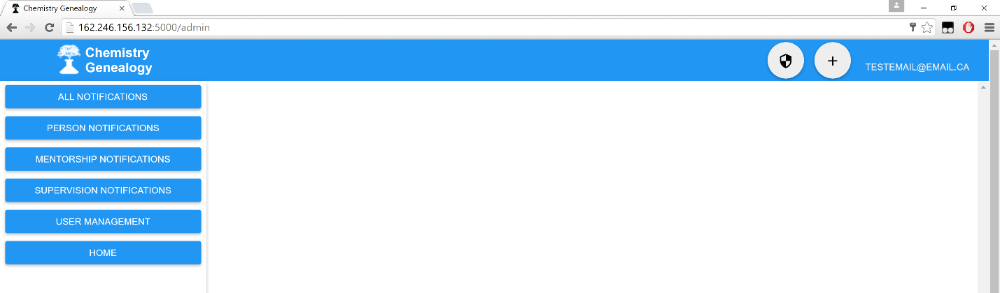 Chemistry Genealogy
162.246.156.132:5000/admin
Chemistry
Genealogy
TESTEMAIL@EMAIL.CA
ALL NOTIFICATIONS
PERSON NOTIFICATIONS
MENTORSHIP NOTIFICATIONS
SUPERVISION NOTIFICATIONS
USER MANAGEMENT
HOME